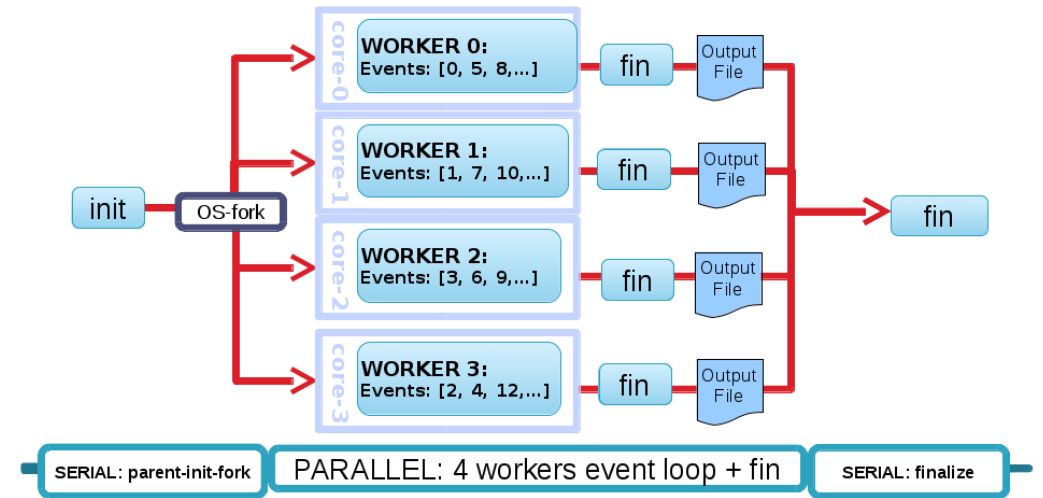 init
OS-fork
core-0
WORKER 0:
Events: [0, 5, 8,...]
fin
Output
File
core-1
WORKER 1:
Events: [1, 7, 10,...]
fin
Output
File
core-2
WORKER 2:
Events: [3, 6, 9,...]
fin
Output
File
core-3
WORKER 3:
Events: [2, 4, 12,...]
fin
Output
File
fin
SERIAL: parent-init-fork
PARALLEL: 4 workers event loop + fin
SERIAL: finalize